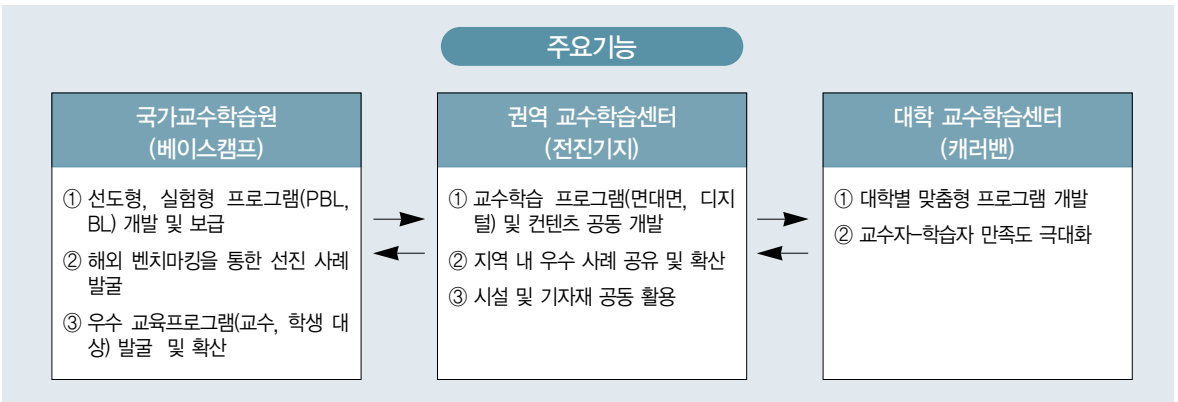 주요기능
국가교수학습원
(베이스캠프)
① 선도형, 실험형 프로그램(PBL,
BL) 개발 및 보급
② 해외 벤치마킹을 통한 선진 사례
발굴
③ 우수 교육프로그램(교수, 학생 대
상) 발굴 및 확산
권역 교수학습센터
(전진기지)
① 교수학습 프로그램(면대면, 디지
털) 및 컨텐츠 공동 개발
② 지역 내 우수 사례 공유 및 확산
③ 시설 및 기자재 공동 활용
대학 교수학습센터
(캐러밴)
① 대학별 맞춤형 프로그램 개발
② 교수자-학습자 만족도 극대화